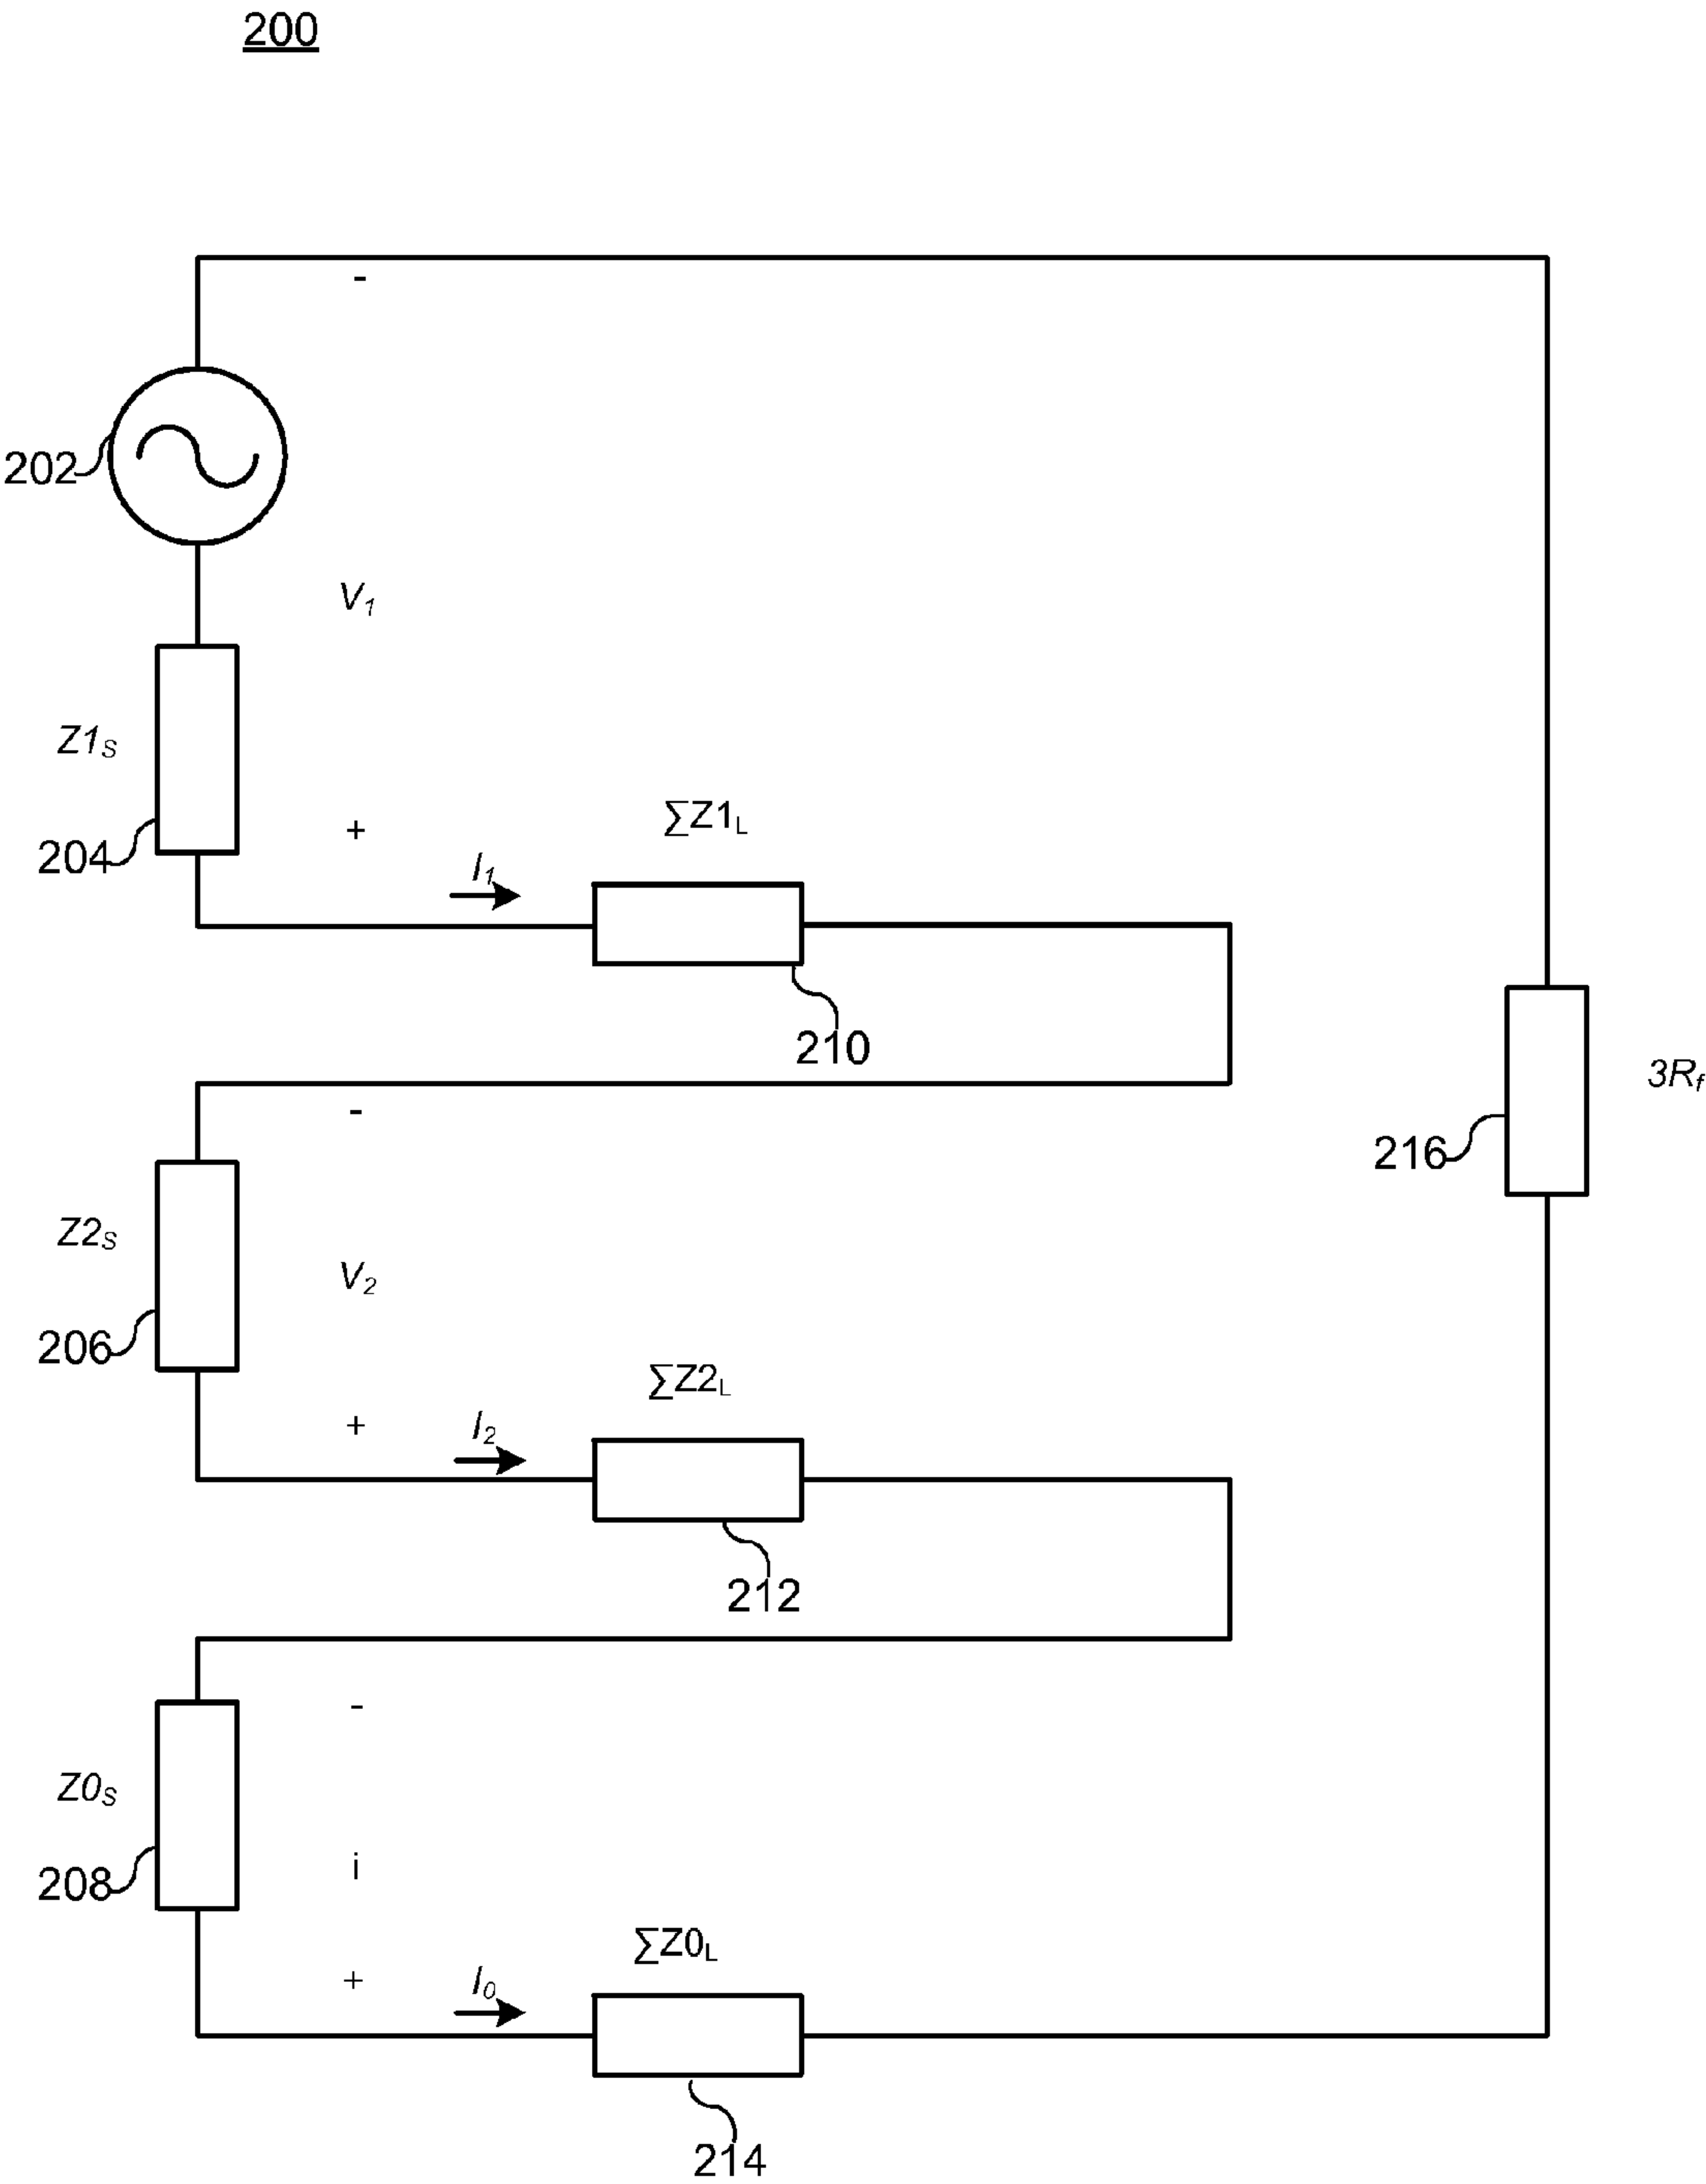 200
-
202
V1
Z1S
204
+
∑Z1L
I1
210
-
3Rf
216
Z2S
V2
206
∑Z2L
+
I2
212
-
Z0S
i
208
∑Z0L
+
I0
214